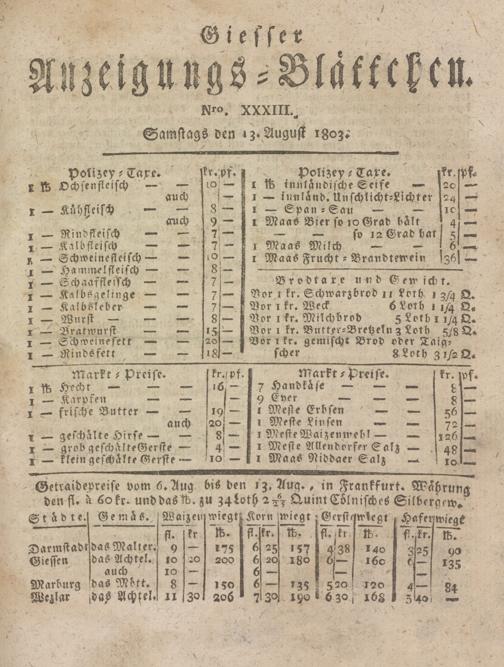 Giesser
Anzeigungs-Blättchen.
Nro. XXXIII.
Samstags den 13. August 1803.
Polizey-Taxe. kr. pf.
1 ℔ Ochsenfleisch — — 10 —
auch
1 — Kühfleisch — — 8 —
auch 9 —
1 — Rindfleisch — — 7 —
1 — Kalbfleisch — — 7 —
1 — Schweinefleisch — 10 —
1 — Hammelfleisch — 8 —
1 — Schaaffleisch — — 7 —
1 — Kalbsgelinge — — 7 —
1 — Kalbsleber — — 7 —
1 — Wurst — — 8 —
1 — Bratwurst — — 15 —
1 — Schweinefett — — 20 —
1 — Rindsfett — — 18 —
Polizey-Taxe. kr. pf.
1 ℔ innländische Seife — 20 —
1 — innländ. Unschlicht-Lichter 24 —
1 — Span-Sau — — 10 —
1 Maas Bier so 10 Grad hält 4 —
so 12 Grad hat 5 —
1 Maas Milch — — 6 —
1 Maas Frucht-Brandtewein 36 —
Brodtaxe und Gewicht.
Vor 1 kr. Schwarzbrod 11 Loth 1 3/4 Q.
Vor 1 kr. Weck 6 Loth 1 1/4 Q.
Vor 1 kr. Milchbrod 5 Loth 1 1/4 Q.
Vor 1 kr. Butter-Bretzeln 3 Loth 5/8 Q.
Vor 1 kr. gemischt Brod oder Taig-
scher 8 Loth 3 1/2 Q.
Markt-Preise. kr. pf.
1 ℔ Hecht — — 16 —
1 — Karpfen — —
1 — frische Butter — — 19 —
auch 20 —
1 — geschälte Hirse — 8 —
1 — grob geschälte Gerste 4 —
1 — klein geschälte Gerste — 10 —
Markt-Preise.
7 Handkäse — — 8 —
9 Eyer — — 8 —
1 Meste Erbsen 56 —
1 Meste Linsen 72 —
1 Meste Waizenmehl — 126 —
1 Meste Allendorfer Salz — 48 —
1 Maas Niddaer Salz — 10 —
Getraidepreise vom 6. Aug. bis den 13. Aug., in Frankfurt. Währung
den fl. à 60 kr. und das ℔. zu 34 Loth Quint Cölnisches Silbergew.
Städte. Gemäs. Waizen wiegt Korn wiegt Gerste wiegt Hafer wiegt
fl. kr ℔. fl. kr ℔. fl. kr ℔. fl. kr ℔.
Darmstadt das Malter. 9 — 175 6 25 157 4 38 140 3 25 90
Giessen das Achtel. 10 20 200 6 20 180 6 — 160 6 — 135
auch 10 — 6 —
Marburg das Mött. 8 — 150 6 — 135 5 20 120 4 — 84
Wezlar das Achtel. 11 30 206 7 30 190 6 30 168 3 40 —